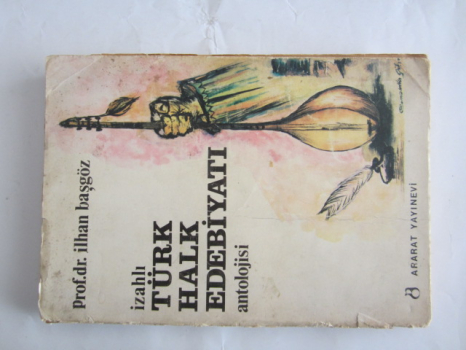 prof.dr. ilhan başgöz
izahlı
TÜRK
HALK
EDEBİYATI
antolojisi
ARARAT YAYINEVİ